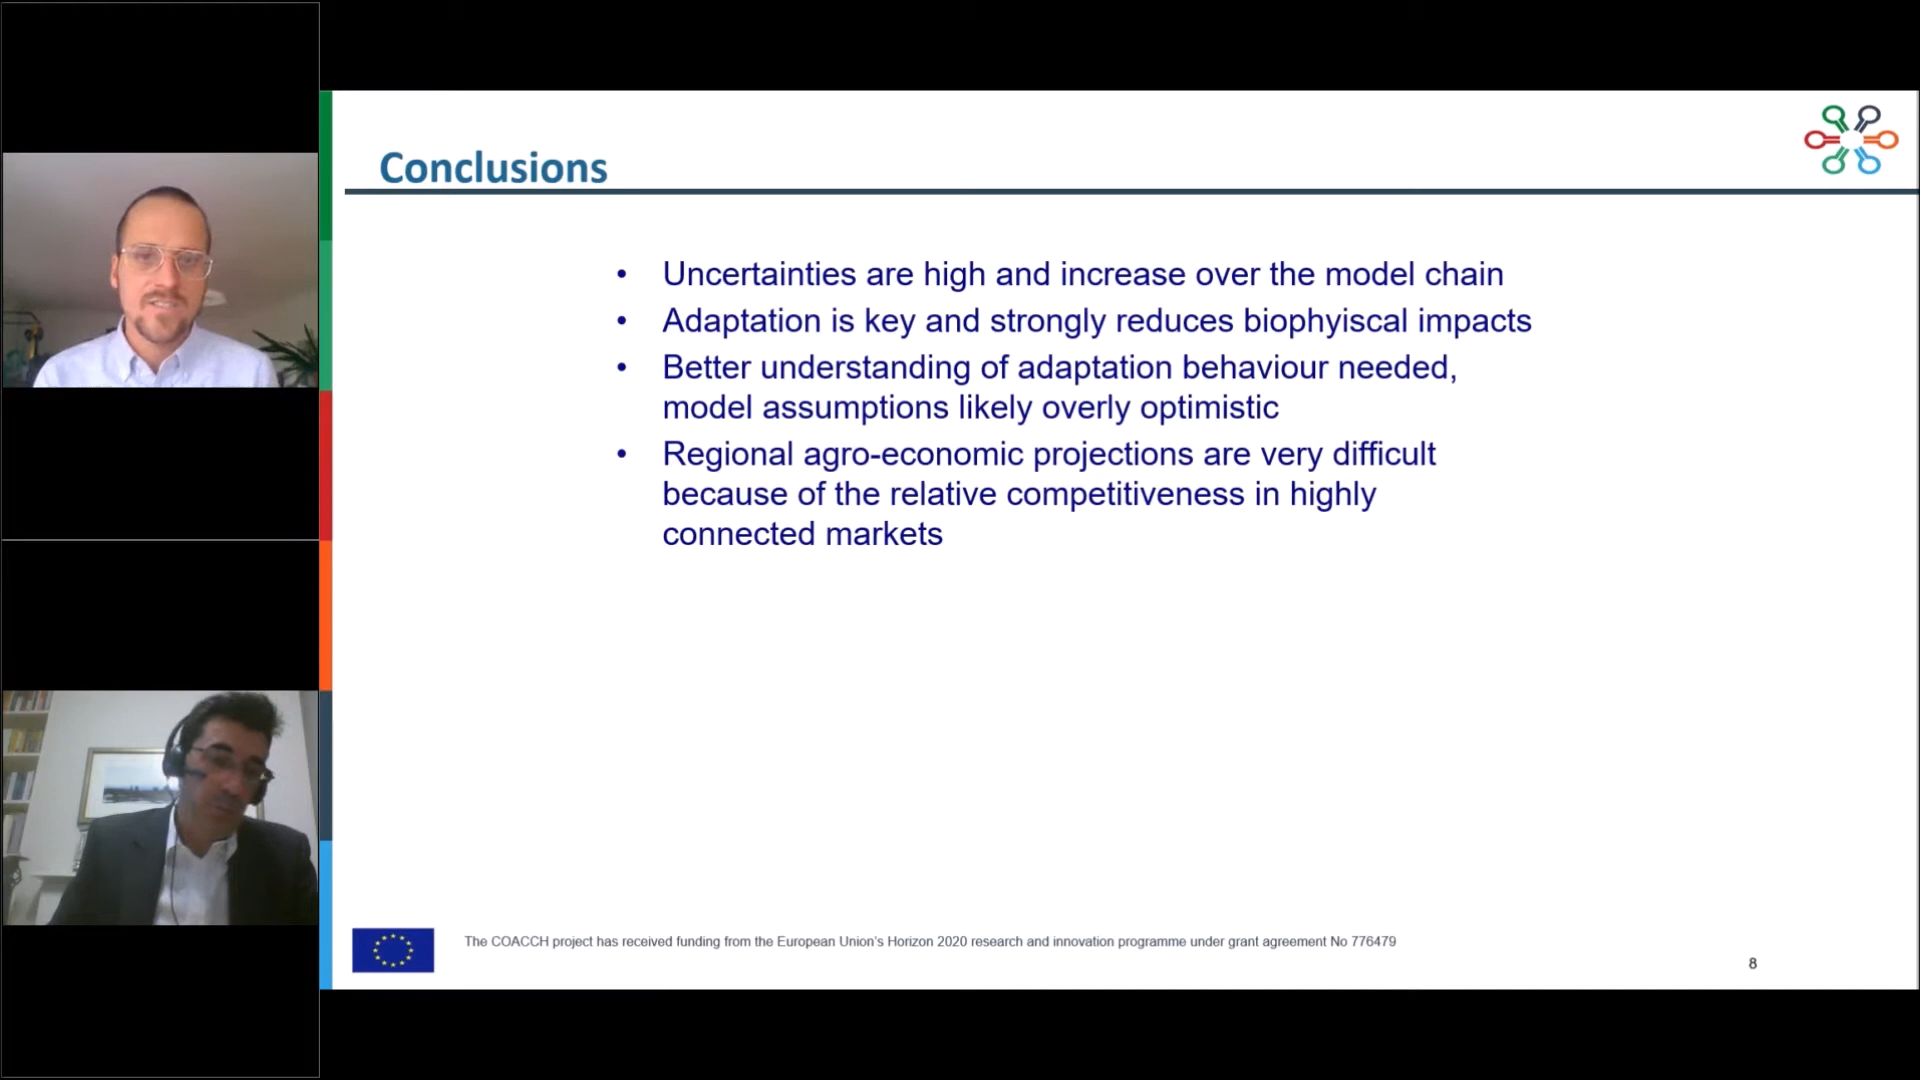 Conclusions
• Uncertainties are high and increase over the model chain
• Adaptation is key and strongly reduces biophyiscal impacts
• Better understanding of adaptation behaviour needed,
model assumptions likely overly optimistic
• Regional agro-economic projections are very difficult
because of the relative competitiveness in highly
connected markets
The COACCH project has received funding from the European Union's Horizon 2020 research and innovation programme under grant agreement No 776479
8